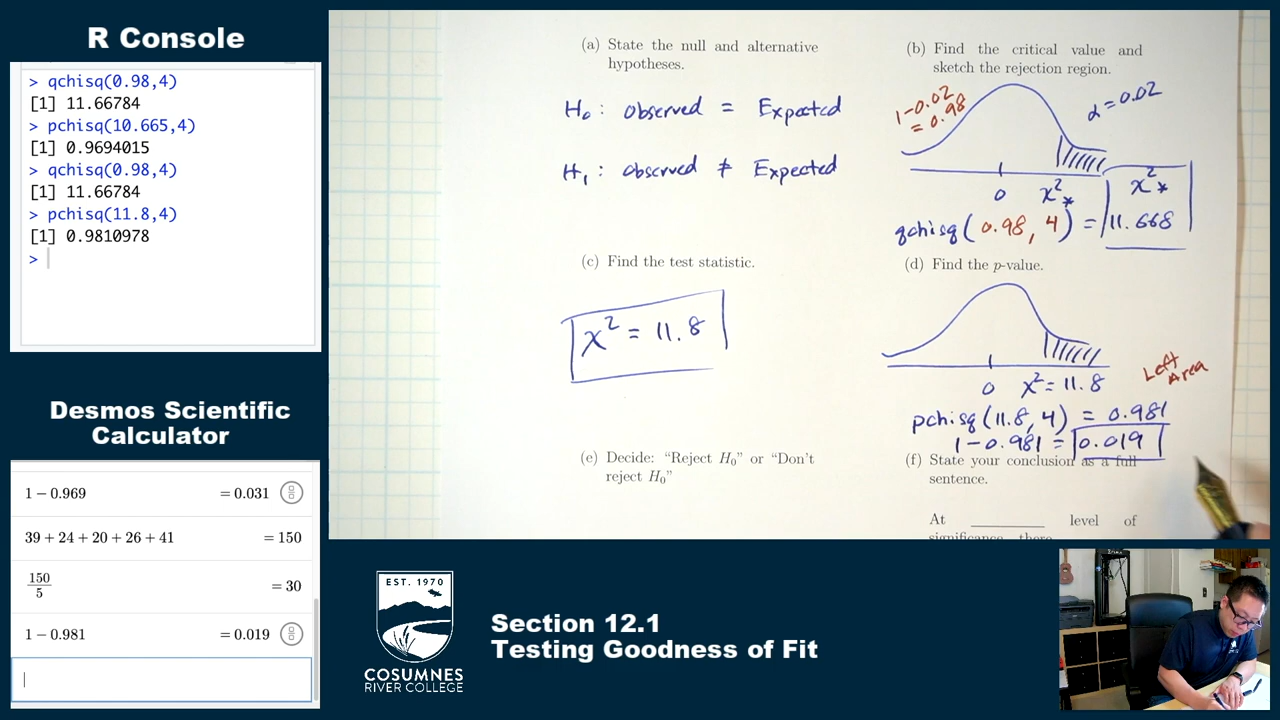 R Console
> qchisq(0.98,4)
[1] 11.66784
> pchisq(10.665,4)
[1] 0.9694015
> qchisq(0.98,4)
[1] 11.66784
> pchisq(11.8,4)
[1] 0.9810978
>
Desmos Scientific
Calculator
1 − 0.969 = 0.031
39 + 24 + 20 + 26 + 41 = 150
150/5 = 30
1 − 0.981 = 0.019
(a) State the null and alternative
hypotheses.
H₀ : observed = Expected
H₁ : observed ≠ Expected
(b) Find the critical value and
sketch the rejection region.
1-0.02
= 0.98
α = 0.02
0 x²* x²*
qchisq(0.98, 4) = 11.668
(c) Find the test statistic.
x² = 11.8
(d) Find the p-value.
0 x² = 11.8
Left
Area
pchisq(11.8, 4) = 0.981
1-0.981 = 0.019
(e) Decide: “Reject H₀” or “Don’t
reject H₀”
(f) State your conclusion as a full
sentence.
At ________ level of
significance there
EST. 1970
COSUMNES
RIVER COLLEGE
Section 12.1
Testing Goodness of Fit